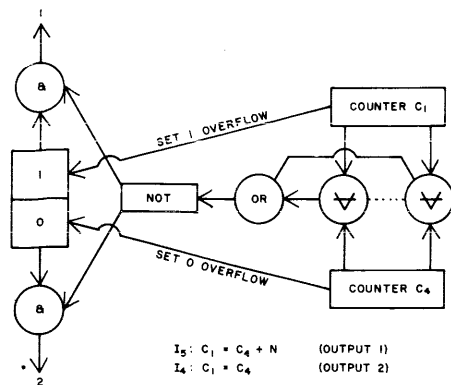 1
a
COUNTER C1
SET 1 OVERFLOW
1
NOT
OR
⩝
⩝
0
SET 0 OVERFLOW
COUNTER C4
a
2
I5: C1 = C4 + N (OUTPUT 1)
I4: C1 = C4 (OUTPUT 2)